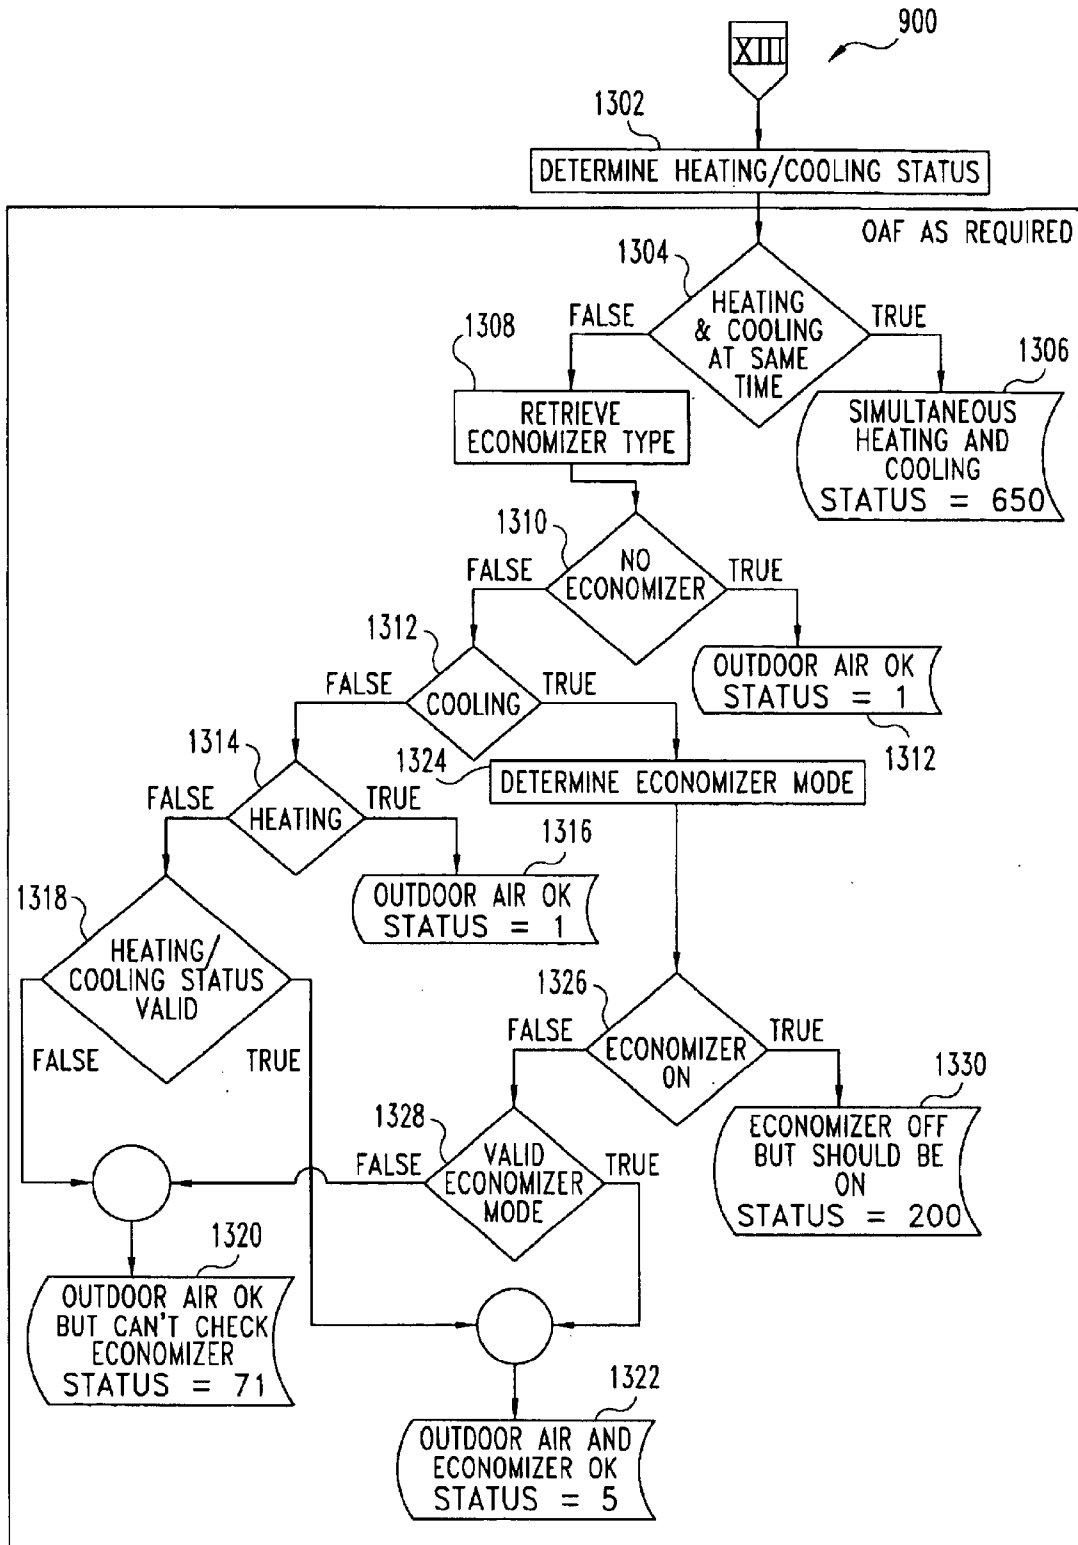 900
XIII
1302
DETERMINE HEATING/COOLING STATUS
OAF AS REQUIRED
1304
HEATING
& COOLING
AT SAME
TIME
FALSE
TRUE
1308
RETRIEVE
ECONOMIZER TYPE
1306
SIMULTANEOUS
HEATING AND
COOLING
STATUS = 650
1310
NO
ECONOMIZER
FALSE
TRUE
1312
COOLING
FALSE
TRUE
OUTDOOR AIR OK
STATUS = 1
1312
1314
HEATING
FALSE
TRUE
1324
DETERMINE ECONOMIZER MODE
1316
OUTDOOR AIR OK
STATUS = 1
1318
HEATING/
COOLING STATUS
VALID
FALSE
TRUE
1326
ECONOMIZER
ON
FALSE
TRUE
1328
VALID
ECONOMIZER
MODE
FALSE
TRUE
1330
ECONOMIZER OFF
BUT SHOULD BE
ON
STATUS = 200
1320
OUTDOOR AIR OK
BUT CAN'T CHECK
ECONOMIZER
STATUS = 71
1322
OUTDOOR AIR AND
ECONOMIZER OK
STATUS = 5